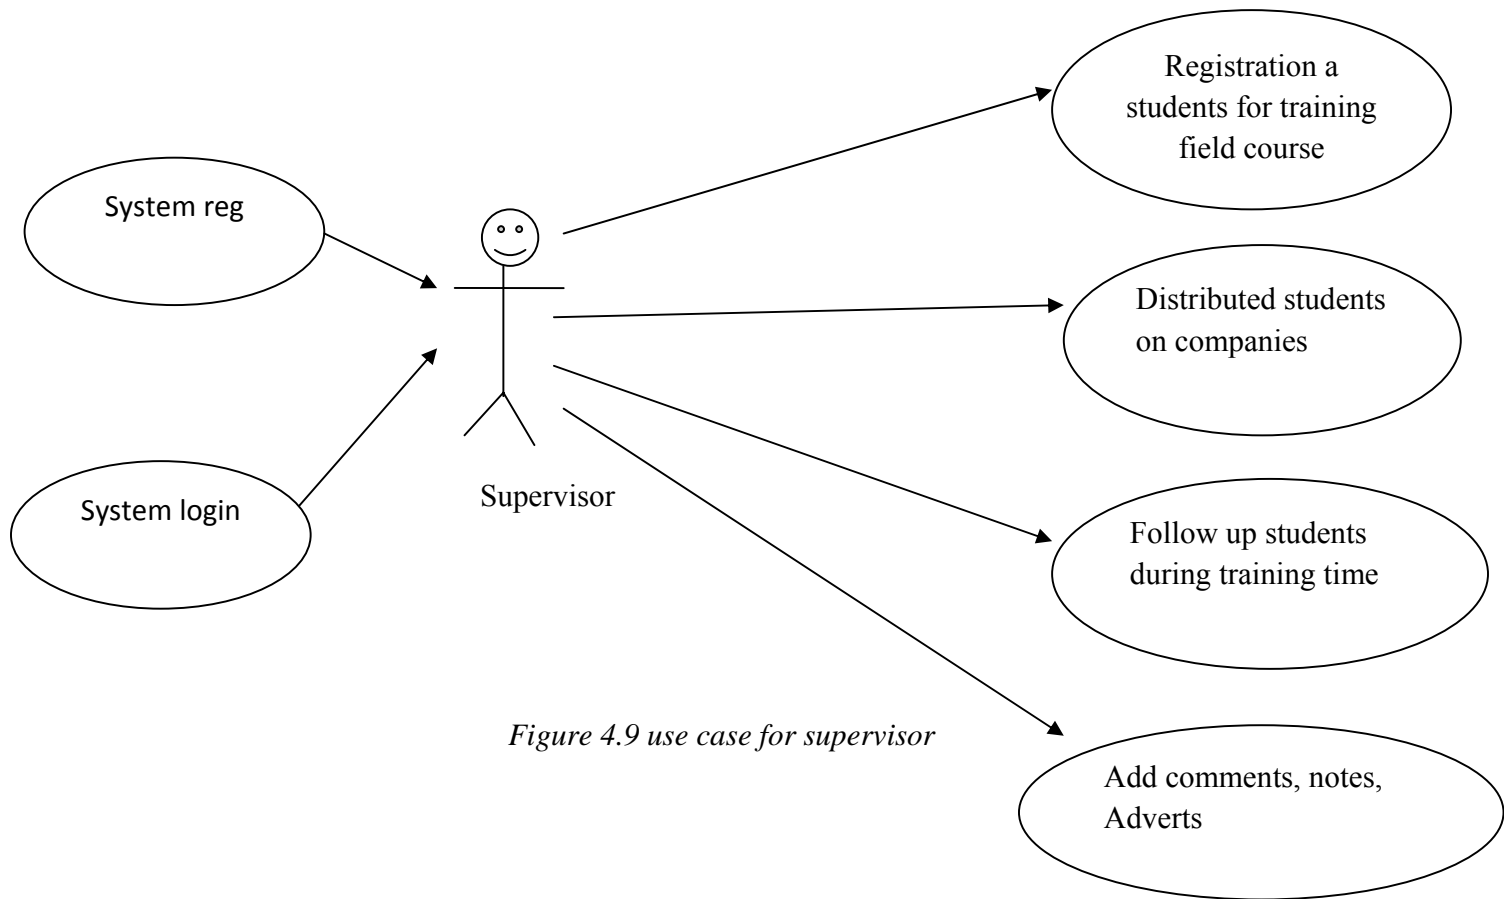 Registration a
students for training
field course
System reg
Distributed students
on companies
System login
Supervisor
Follow up students
during training time
Figure 4.9 use case for supervisor
Add comments, notes,
Adverts